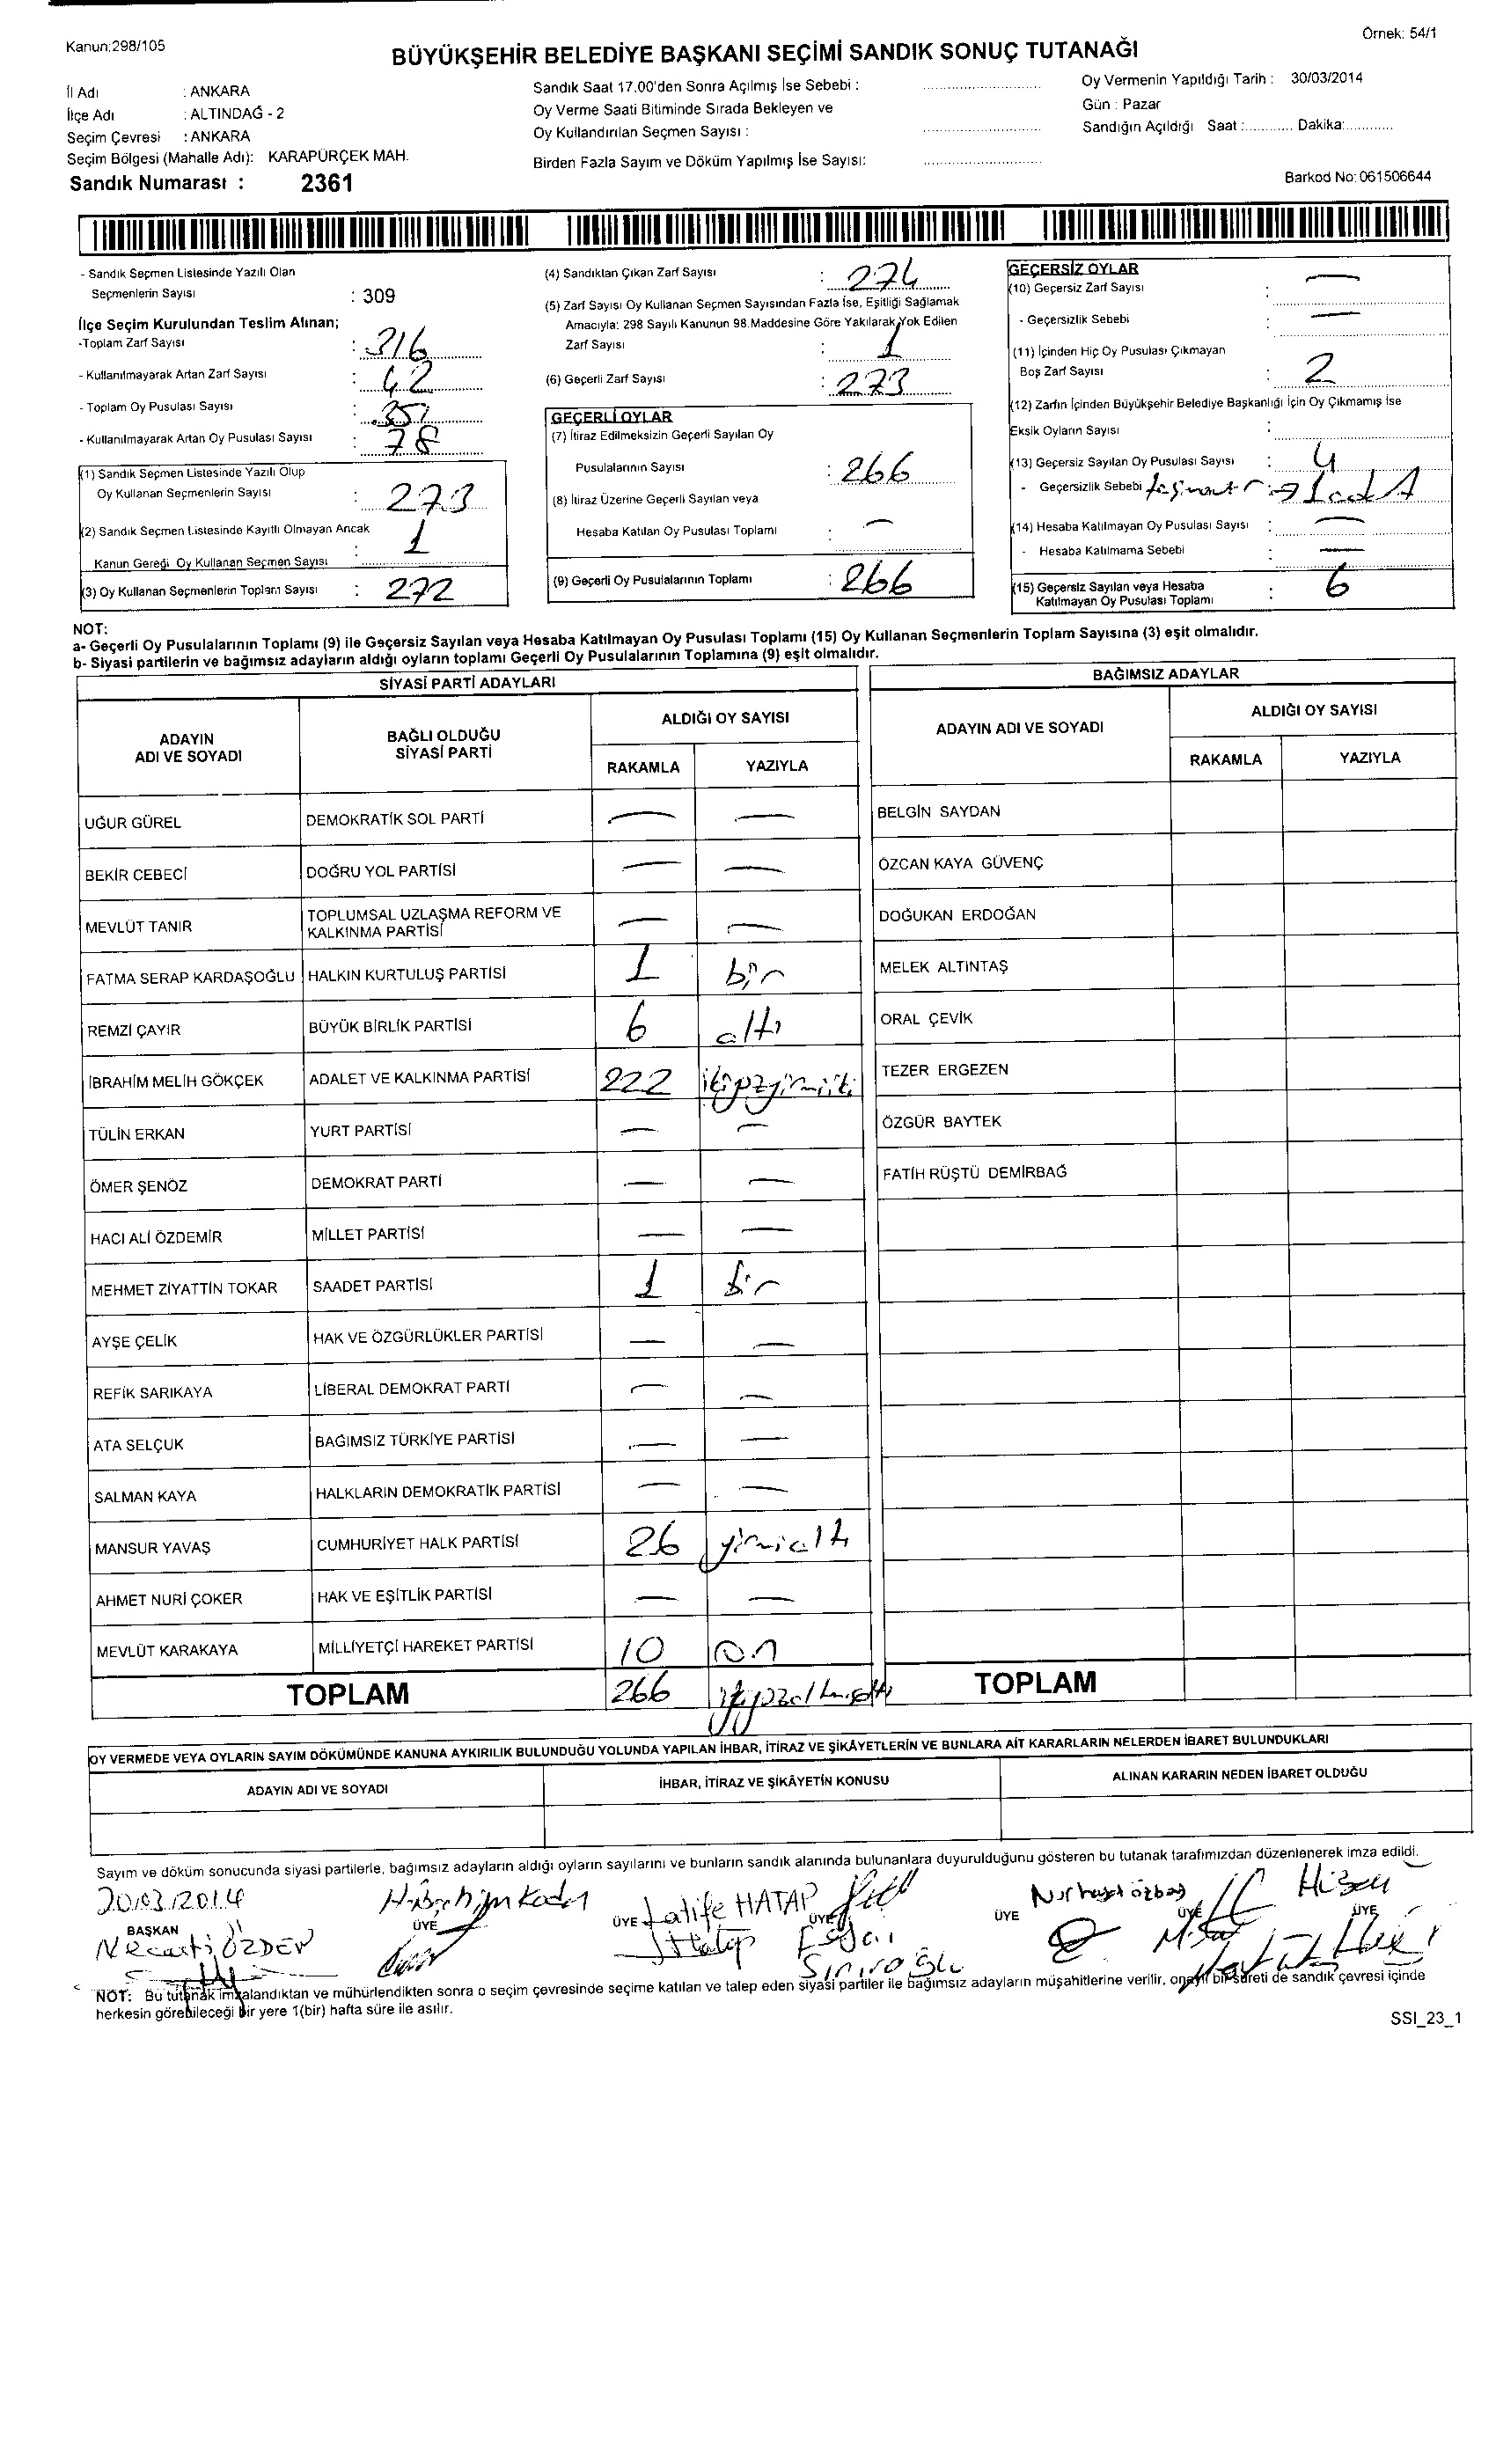 Kanun:298/105
Örnek: 54/1
BÜYÜKŞEHİR BELEDİYE BAŞKANI SEÇİMİ SANDIK SONUÇ TUTANAĞI
İl Adı : ANKARA
İlçe Adı : ALTINDAĞ - 2
Seçim Çevresi : ANKARA
Seçim Bölgesi (Mahalle Adı): KARAPÜRÇEK MAH.
Sandık Numarası : 2361
Sandık Saat 17.00'den Sonra Açılmış İse Sebebi :
Oy Verme Saati Bitiminde Sırada Bekleyen ve
Oy Kullandırılan Seçmen Sayısı :
Birden Fazla Sayım ve Döküm Yapılmış İse Sayısı:
Oy Vermenin Yapıldığı Tarih : 30/03/2014
Gün : Pazar
Sandığın Açıldığı Saat :............ Dakika:............
Barkod No: 061506644
- Sandık Seçmen Listesinde Yazılı Olan
Seçmenlerin Sayısı : 309
İlçe Seçim Kurulundan Teslim Alınan;
-Toplam Zarf Sayısı : 316
- Kullanılmayarak Artan Zarf Sayısı : 42
- Toplam Oy Pusulası Sayısı : 352
- Kullanılmayarak Artan Oy Pusulası Sayısı : 78
(1) Sandık Seçmen Listesinde Yazılı Olup
Oy Kullanan Seçmenlerin Sayısı : 273
(2) Sandık Seçmen Listesinde Kayıtlı Olmayan Ancak
Kanun Gereği Oy Kullanan Seçmen Sayısı : 1
(3) Oy Kullanan Seçmenlerin Toplam Sayısı : 272
(4) Sandıktan Çıkan Zarf Sayısı : 274
(5) Zarf Sayısı Oy Kullanan Seçmen Sayısından Fazla İse, Eşitliği Sağlamak
Amacıyla: 298 Sayılı Kanunun 98.Maddesine Göre Yakılarak Yok Edilen
Zarf Sayısı : 1
(6) Geçerli Zarf Sayısı : 273
GEÇERLİ OYLAR
(7) İtiraz Edilmeksizin Geçerli Sayılan Oy
Pusulalarının Sayısı : 266
(8) İtiraz Üzerine Geçerli Sayılan veya
Hesaba Katılan Oy Pusulası Toplamı : —
(9) Geçerli Oy Pusulalarının Toplamı : 266
GEÇERSİZ OYLAR
(10) Geçersiz Zarf Sayısı : —
- Geçersizlik Sebebi : —
(11) İçinden Hiç Oy Pusulası Çıkmayan
Boş Zarf Sayısı : 2
(12) Zarfın İçinden Büyükşehir Belediye Başkanlığı İçin Oy Çıkmamış İse
Eksik Oyların Sayısı :
(13) Geçersiz Sayılan Oy Pusulası Sayısı : 4
- Geçersizlik Sebebi
(14) Hesaba Katılmayan Oy Pusulası Sayısı : —
- Hesaba Katılmama Sebebi : —
(15) Geçersiz Sayılan veya Hesaba
Katılmayan Oy Pusulası Toplamı : 6
NOT:
a- Geçerli Oy Pusulalarının Toplamı (9) ile Geçersiz Sayılan veya Hesaba Katılmayan Oy Pusulası Toplamı (15) Oy Kullanan Seçmenlerin Toplam Sayısına (3) eşit olmalıdır.
b- Siyasi partilerin ve bağımsız adayların aldığı oyların toplamı Geçerli Oy Pusulalarının Toplamına (9) eşit olmalıdır.
SİYASİ PARTİ ADAYLARI
ADAYIN ADI VE SOYADI
BAĞLI OLDUĞU SİYASİ PARTİ
ALDIĞI OY SAYISI
RAKAMLA YAZIYLA
UĞUR GÜREL DEMOKRATİK SOL PARTİ — —
BEKİR CEBECİ DOĞRU YOL PARTİSİ — —
MEVLÜT TANIR TOPLUMSAL UZLAŞMA REFORM VE KALKINMA PARTİSİ — —
FATMA SERAP KARDAŞOĞLU HALKIN KURTULUŞ PARTİSİ 1 bir
REMZİ ÇAYIR BÜYÜK BİRLİK PARTİSİ 6 altı
İBRAHİM MELİH GÖKÇEK ADALET VE KALKINMA PARTİSİ 222
TÜLİN ERKAN YURT PARTİSİ — —
ÖMER ŞENÖZ DEMOKRAT PARTİ — —
HACI ALİ ÖZDEMİR MİLLET PARTİSİ — —
MEHMET ZİYATTİN TOKAR SAADET PARTİSİ 1 bir
AYŞE ÇELİK HAK VE ÖZGÜRLÜKLER PARTİSİ — —
REFİK SARIKAYA LİBERAL DEMOKRAT PARTİ — —
ATA SELÇUK BAĞIMSIZ TÜRKİYE PARTİSİ — —
SALMAN KAYA HALKLARIN DEMOKRATİK PARTİSİ — —
MANSUR YAVAŞ CUMHURİYET HALK PARTİSİ 26 yirmialtı
AHMET NURİ ÇOKER HAK VE EŞİTLİK PARTİSİ — —
MEVLÜT KARAKAYA MİLLİYETÇİ HAREKET PARTİSİ 10 on
TOPLAM 266
BAĞIMSIZ ADAYLAR
ADAYIN ADI VE SOYADI
ALDIĞI OY SAYISI
RAKAMLA YAZIYLA
BELGİN SAYDAN
ÖZCAN KAYA GÜVENÇ
DOĞUKAN ERDOĞAN
MELEK ALTINTAŞ
ORAL ÇEVİK
TEZER ERGEZEN
ÖZGÜR BAYTEK
FATİH RÜŞTÜ DEMİRBAĞ
TOPLAM
OY VERMEDE VEYA OYLARIN SAYIM DÖKÜMÜNDE KANUNA AYKIRILIK BULUNDUĞU YOLUNDA YAPILAN İHBAR, İTİRAZ VE ŞİKÂYETLERİN VE BUNLARA AİT KARARLARIN NELERDEN İBARET BULUNDUKLARI
ADAYIN ADI VE SOYADI
İHBAR, İTİRAZ VE ŞİKÂYETİN KONUSU
ALINAN KARARIN NEDEN İBARET OLDUĞU
Sayım ve döküm sonucunda siyasi partilerle, bağımsız adayların aldığı oyların sayılarını ve bunların sandık alanında bulunanlara duyurulduğunu gösteren bu tutanak tarafımızdan düzenlenerek imza edildi.
BAŞKAN ÜYE ÜYE ÜYE ÜYE ÜYE ÜYE
Latife HATAP
NOT: Bu tutanak imzalandıktan ve mühürlendikten sonra o seçim çevresinde seçime katılan ve talep eden siyasi partiler ile bağımsız adayların müşahitlerine verilir, onaylı bir sureti de sandık çevresi içinde
herkesin görebileceği bir yere 1(bir) hafta süre ile asılır.
SSI_23_1